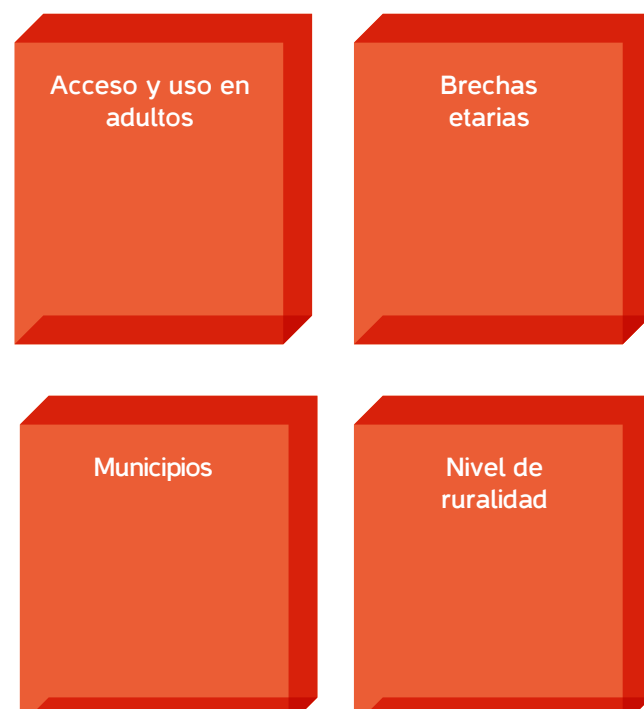 Acceso y uso en
adultos
Brechas
etarias
Municipios
Nivel de
ruralidad